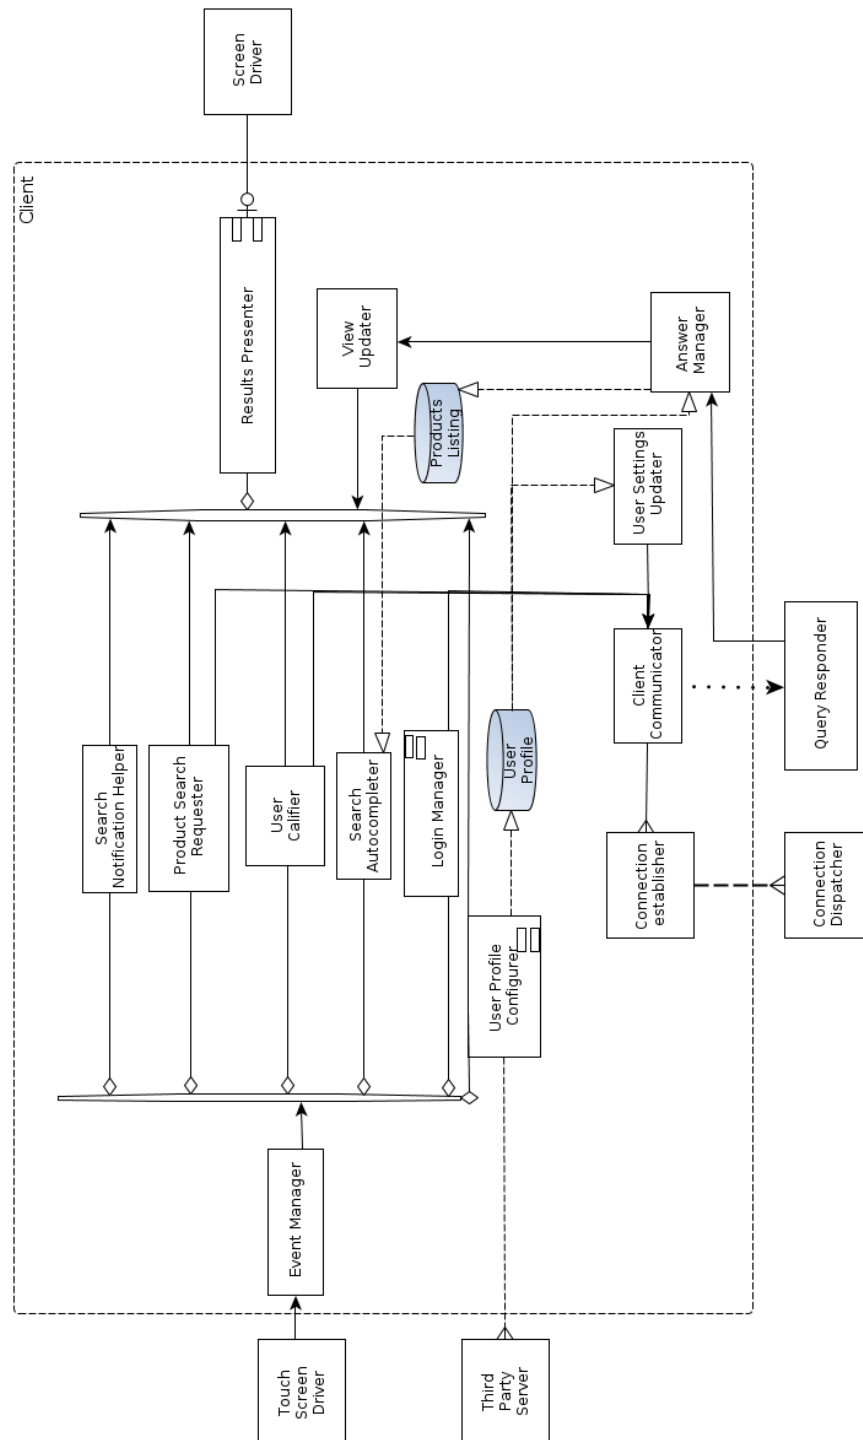 Screen
Driver
Client
Results Presenter
View
Updater
Answer
Manager
Products
Listing
User Settings
Updater
Client
Communicator
Query Responder
Search
Notification Helper
Product Search
Requester
User
Califier
Search
Autocompleter
Login Manager
User
Profile
Connection
establisher
Connection
Dispatcher
User Profile
Configurer
Event Manager
Touch
Screen
Driver
Third
Party
Server